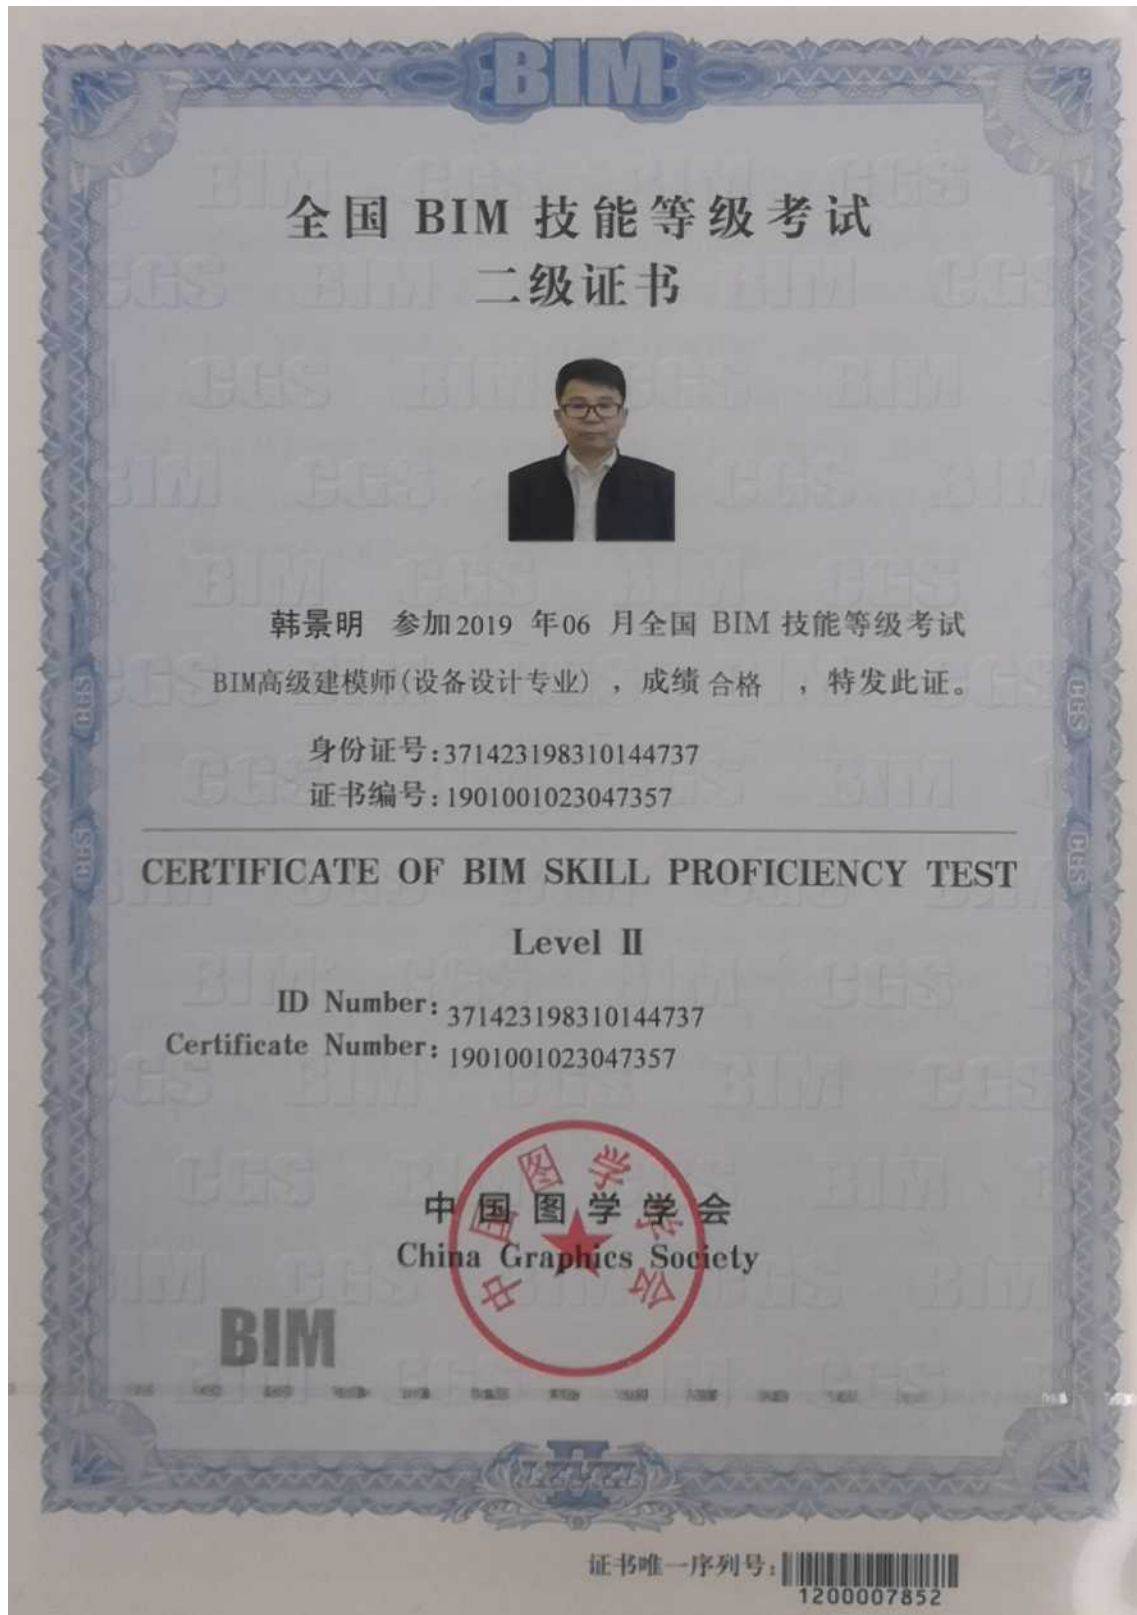 BIM
全国 BIM 技能等级考试
二级证书
韩景明 参加2019 年06 月全国 BIM 技能等级考试
BIM高级建模师(设备设计专业) ，成绩 合格 ，特发此证。
身份证号:371423198310144737
证书编号:1901001023047357
CERTIFICATE OF BIM SKILL PROFICIENCY TEST
Level II
ID Number: 371423198310144737
Certificate Number: 1901001023047357
中国图学学会
中国图学学会
China Graphics Society
BIM
证书唯一序列号:
1200007852